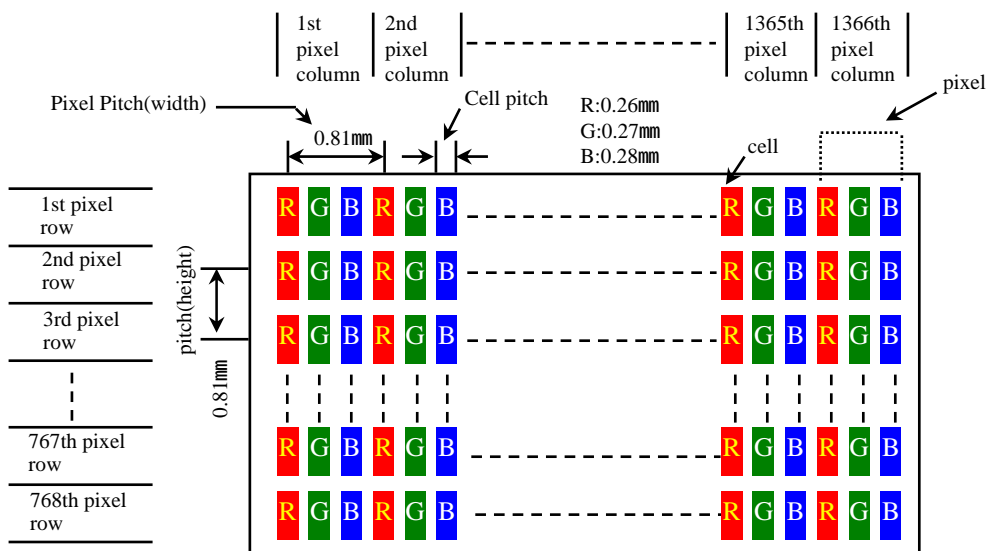 1st
pixel
column
2nd
pixel
column
1365th
pixel
column
1366th
pixel
column
pixel
Pixel Pitch(width)
0.81㎜
Cell pitch
R:0.26㎜
G:0.27㎜
B:0.28㎜
cell
1st pixel
row
R G B R G B R G B R G B
2nd pixel
row
R G B R G B R G B R G B
pitch(height)
0.81㎜
3rd pixel
row
R G B R G B R G B R G B
767th pixel
row
R G B R G B R G B R G B
768th pixel
row
R G B R G B R G B R G B